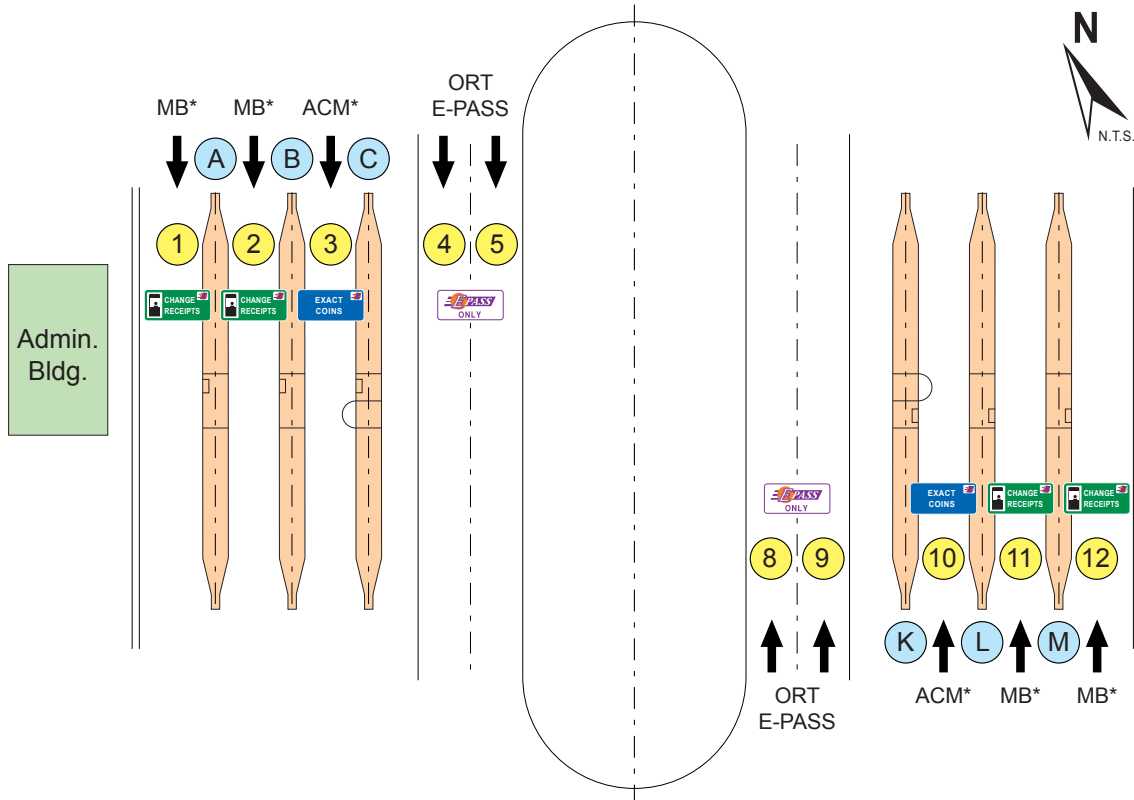 N
N.T.S.
ORT
E-PASS
MB*
MB*
ACM*
A
B
C
1
2
3
4
5
CHANGE
RECEIPTS
CHANGE
RECEIPTS
EXACT
COINS
E PASS
ONLY
Admin.
Bldg.
E PASS
ONLY
EXACT
COINS
CHANGE
RECEIPTS
CHANGE
RECEIPTS
8
9
10
11
12
K
L
M
ORT
E-PASS
ACM*
MB*
MB*